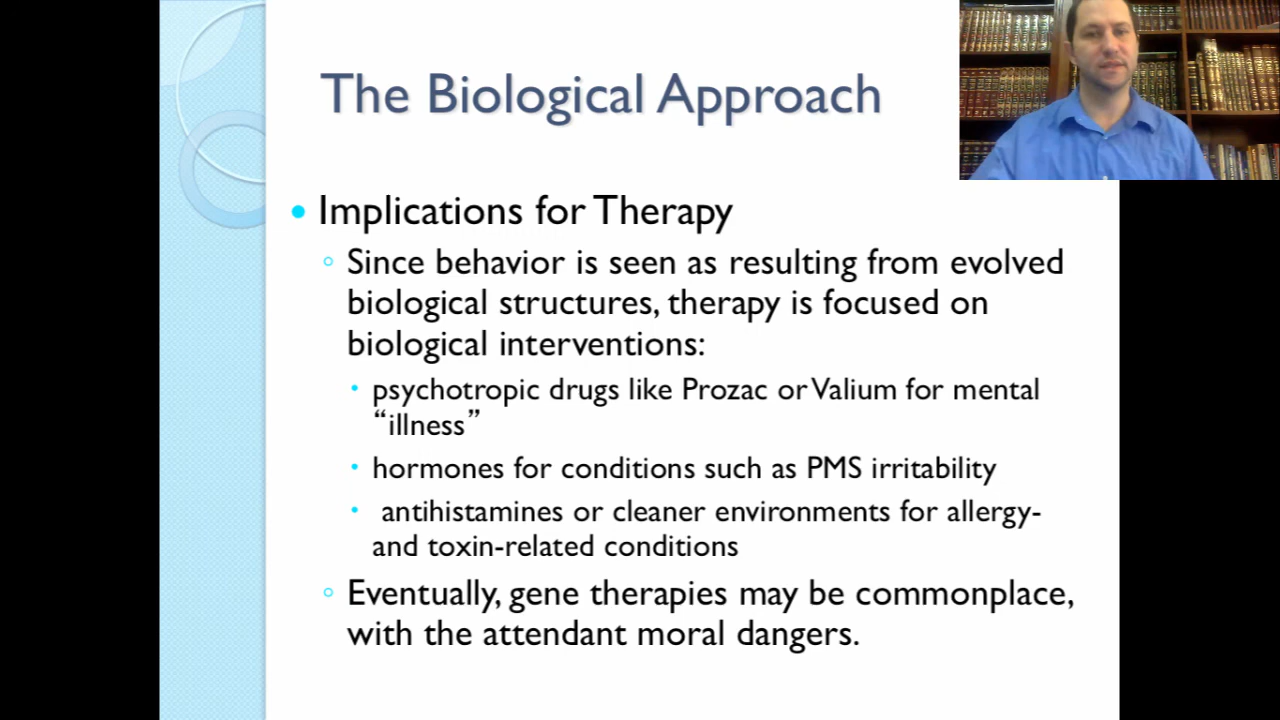 The Biological Approach
Implications for Therapy
Since behavior is seen as resulting from evolved
biological structures, therapy is focused on
biological interventions:
psychotropic drugs like Prozac or Valium for mental
“illness”
hormones for conditions such as PMS irritability
antihistamines or cleaner environments for allergy-
and toxin-related conditions
Eventually, gene therapies may be commonplace,
with the attendant moral dangers.